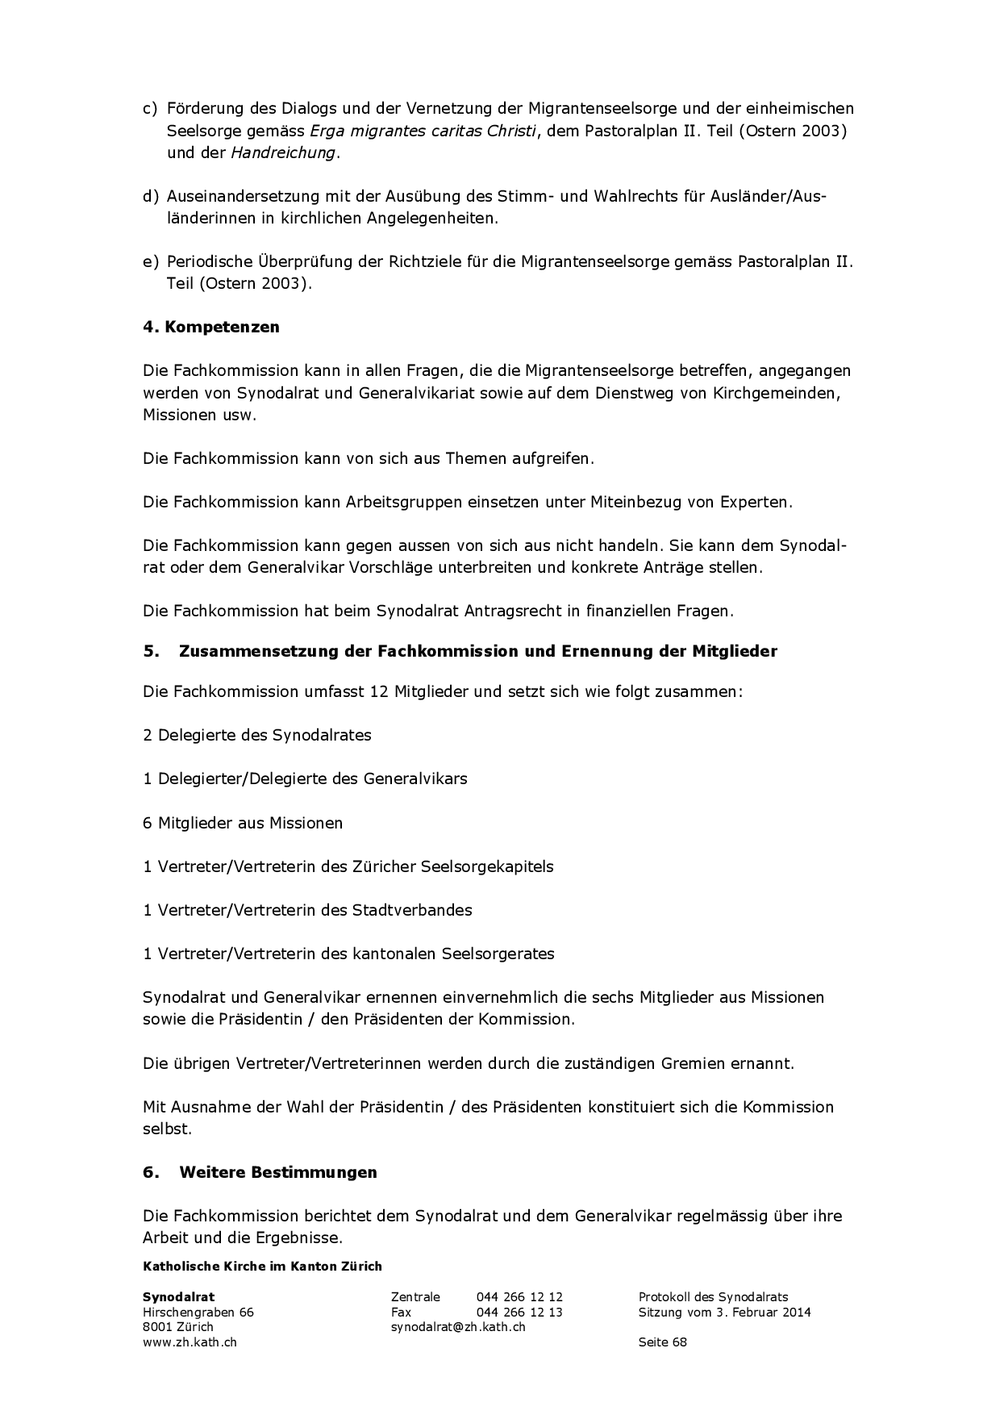 c) Förderung des Dialogs und der Vernetzung der Migrantenseelsorge und der einheimischen
Seelsorge gemäss Erga migrantes caritas Christi, dem Pastoralplan II. Teil (Ostern 2003)
und der Handreichung.
d) Auseinandersetzung mit der Ausübung des Stimm- und Wahlrechts für Ausländer/Aus-
länderinnen in kirchlichen Angelegenheiten.
e) Periodische Überprüfung der Richtziele für die Migrantenseelsorge gemäss Pastoralplan II.
Teil (Ostern 2003).
4. Kompetenzen
Die Fachkommission kann in allen Fragen, die die Migrantenseelsorge betreffen, angegangen
werden von Synodalrat und Generalvikariat sowie auf dem Dienstweg von Kirchgemeinden,
Missionen usw.
Die Fachkommission kann von sich aus Themen aufgreifen.
Die Fachkommission kann Arbeitsgruppen einsetzen unter Miteinbezug von Experten.
Die Fachkommission kann gegen aussen von sich aus nicht handeln. Sie kann dem Synodal-
rat oder dem Generalvikar Vorschläge unterbreiten und konkrete Anträge stellen.
Die Fachkommission hat beim Synodalrat Antragsrecht in finanziellen Fragen.
5. Zusammensetzung der Fachkommission und Ernennung der Mitglieder
Die Fachkommission umfasst 12 Mitglieder und setzt sich wie folgt zusammen:
2 Delegierte des Synodalrates
1 Delegierter/Delegierte des Generalvikars
6 Mitglieder aus Missionen
1 Vertreter/Vertreterin des Züricher Seelsorgekapitels
1 Vertreter/Vertreterin des Stadtverbandes
1 Vertreter/Vertreterin des kantonalen Seelsorgerates
Synodalrat und Generalvikar ernennen einvernehmlich die sechs Mitglieder aus Missionen
sowie die Präsidentin / den Präsidenten der Kommission.
Die übrigen Vertreter/Vertreterinnen werden durch die zuständigen Gremien ernannt.
Mit Ausnahme der Wahl der Präsidentin / des Präsidenten konstituiert sich die Kommission
selbst.
6. Weitere Bestimmungen
Die Fachkommission berichtet dem Synodalrat und dem Generalvikar regelmässig über ihre
Arbeit und die Ergebnisse.
Katholische Kirche im Kanton Zürich
Synodalrat Zentrale 044 266 12 12 Protokoll des Synodalrats
Hirschengraben 66 Fax 044 266 12 13 Sitzung vom 3. Februar 2014
8001 Zürich synodalrat@zh.kath.ch
www.zh.kath.ch Seite 68